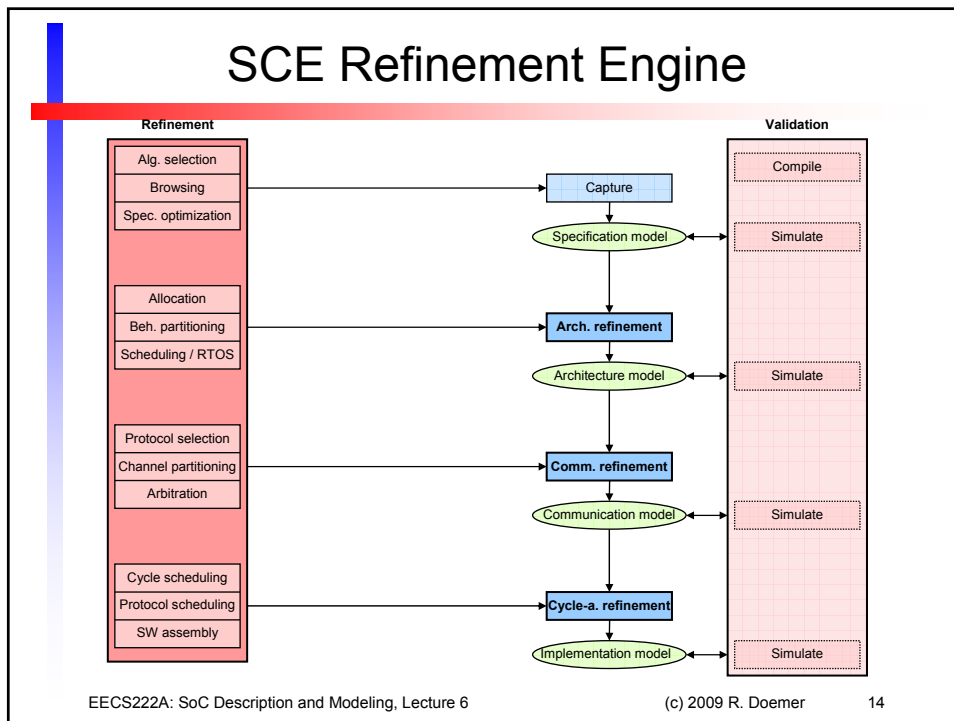 SCE Refinement Engine
Refinement
Validation
Alg. selection
Browsing
Spec. optimization
Capture
Compile
Specification model
Simulate
Allocation
Beh. partitioning
Scheduling / RTOS
Arch. refinement
Architecture model
Simulate
Protocol selection
Channel partitioning
Arbitration
Comm. refinement
Communication model
Simulate
Cycle scheduling
Protocol scheduling
SW assembly
Cycle-a. refinement
Implementation model
Simulate
EECS222A: SoC Description and Modeling, Lecture 6
(c) 2009 R. Doemer
14